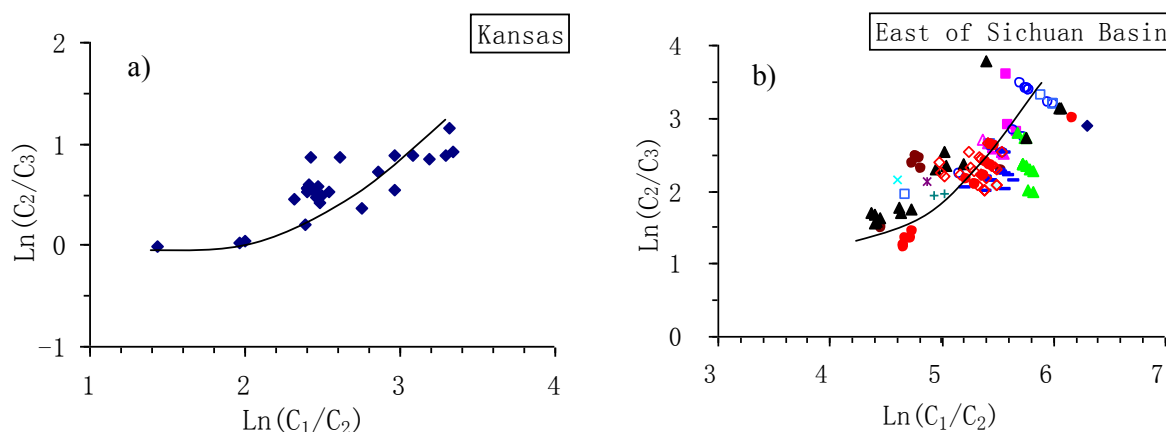 Kansas
a)
2
1
0
−1
1
2
3
4
Ln(C₂/C₃)
Ln(C₁/C₂)
East of Sichuan Basin
b)
4
3
2
1
0
3
4
5
6
7
Ln(C₂/C₃)
Ln(C₁/C₂)